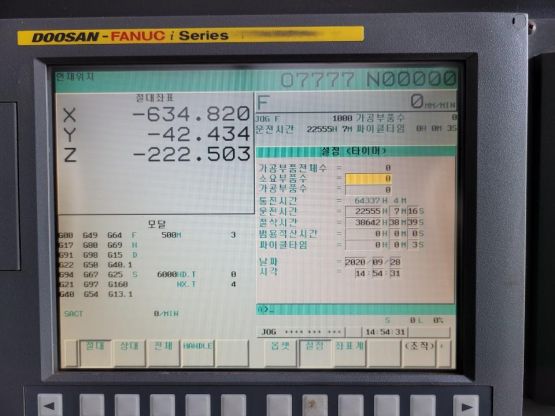 DOOSAN - FANUC i Series
현재위치 O7777 N00000
절대좌표
X -634.820
Y -42.434
Z -222.503
F 0 MM/MIN
JOG F 1000 가공부품수 0
운전시간 22555H 7M 싸이클타임 0H 0M 3S
설정 (타이머)
가공부품전체수 = 0
소요부품수 = 0
가공부품수 = 0
통전시간 = 64337H 4M
운전시간 = 22555H 7M 16S
절삭시간 = 38642H 38M 39S
범용적산시간 = 0H 0M 0S
싸이클타임 = 0H 0M 3S
날짜 = 2020/09/28
시각 = 14:54:31
모달
G00 G49 G64 F 500M 3
G17 G80 G69 H
G91 G98 G15 D
G22 G50 G40.1
G94 G67 G25 S 6000 HD.T 0
G21 G97 G160 NX.T 4
G40 G54 G13.1
SACT 0/MIN
>_
S 0 L 0%
JOG **** *** *** 14:54:31
절대 상대 전체 HANDLE
옵셋 설정 좌표계 (조작) +